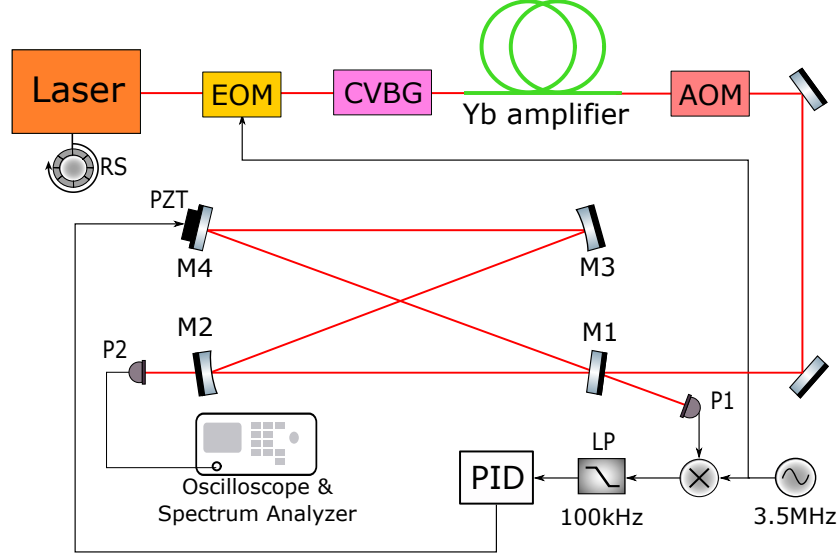 Laser
EOM
CVBG
Yb amplifier
AOM
RS
PZT
M4
M3
M2
M1
P2
P1
LP
PID
100kHz
3.5MHz
Oscilloscope &
Spectrum Analyzer